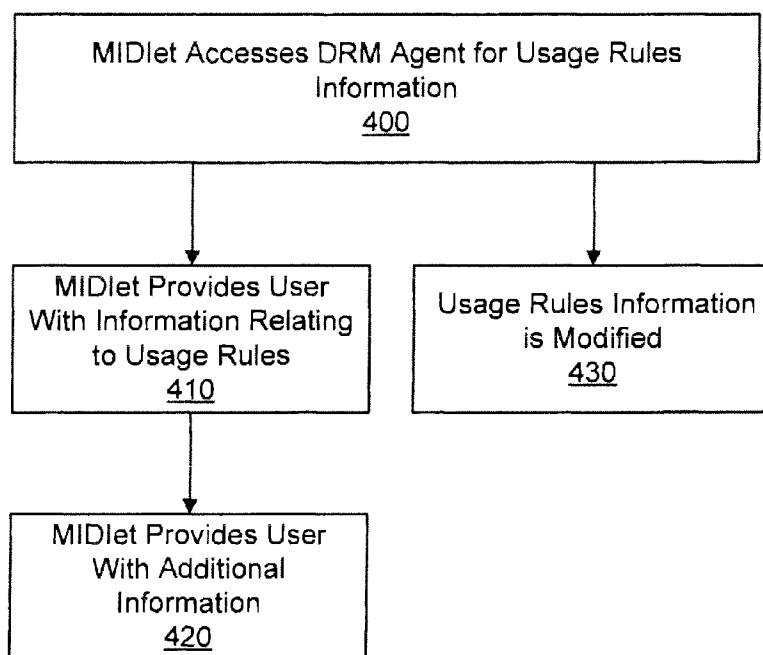 MIDlet Accesses DRM Agent for Usage Rules
Information
400
MIDlet Provides User
With Information Relating
to Usage Rules
410
Usage Rules Information
is Modified
430
MIDlet Provides User
With Additional
Information
420